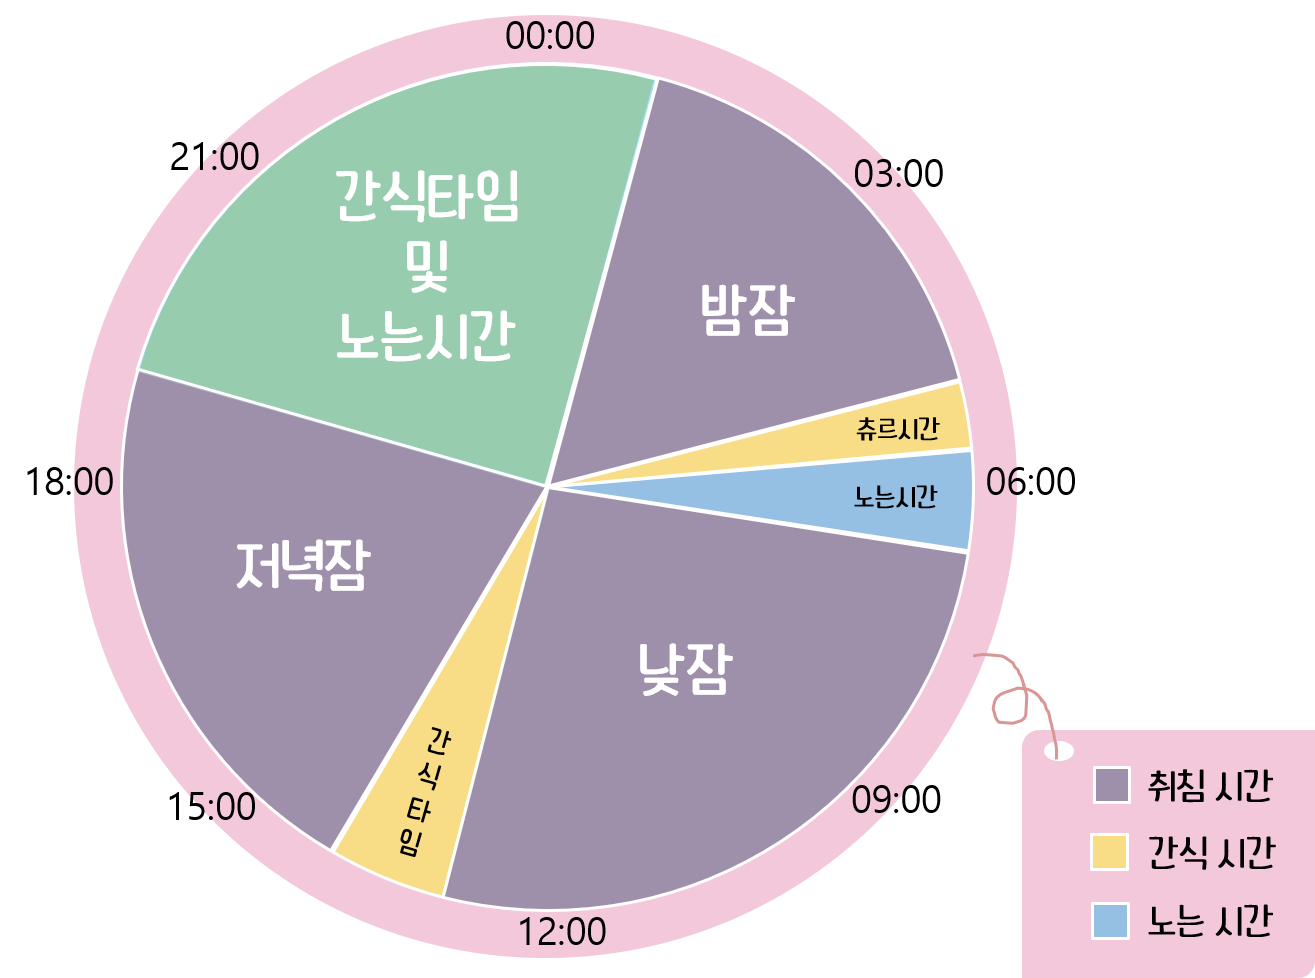 00:00
21:00
03:00
간식타임
및
노는시간
밤잠
츄르시간
18:00
06:00
노는시간
저녁잠
낮잠
간
식
타
임
15:00
09:00
12:00
취침 시간
간식 시간
노는 시간